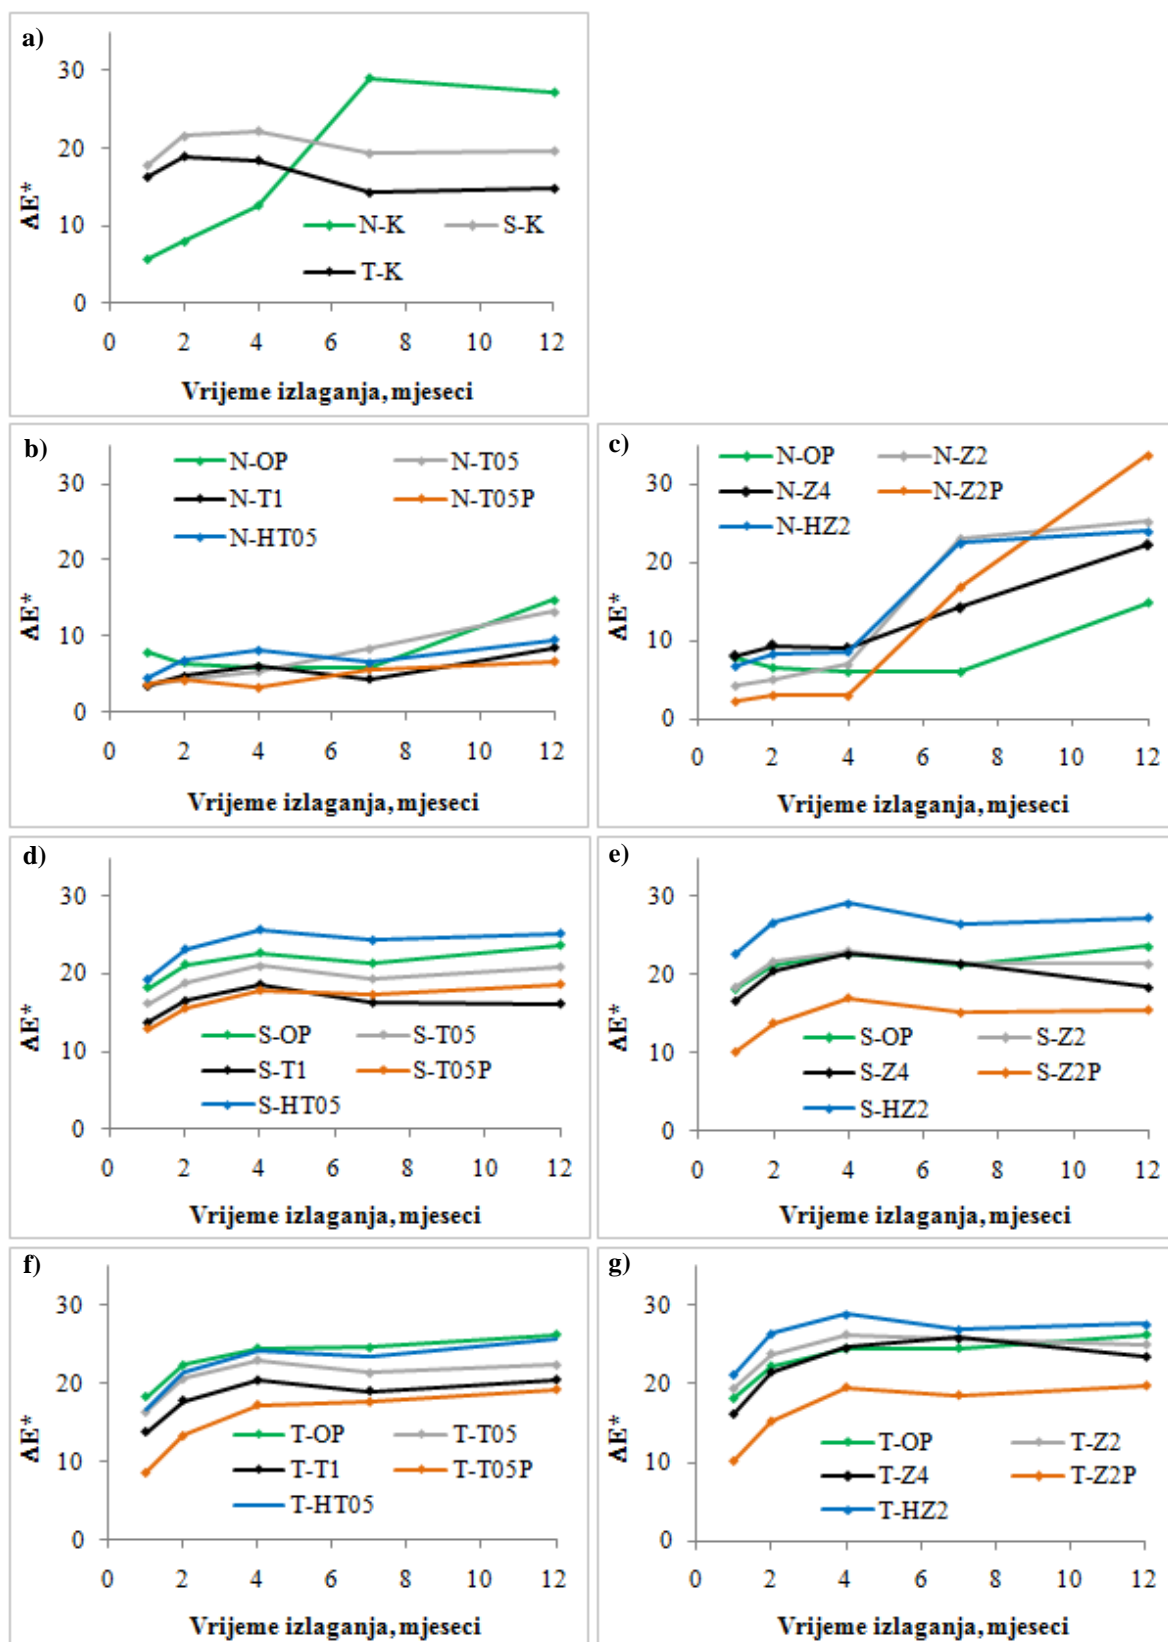 a)
30
20
10
0
ΔE*
N-K S-K
T-K
0 2 4 6 8 10 12
Vrijeme izlaganja, mjeseci
b)
N-OP N-T05
N-T1 N-T05P
N-HT05
30
20
10
0
ΔE*
0 2 4 6 8 10 12
Vrijeme izlaganja, mjeseci
c)
N-OP N-Z2
N-Z4 N-Z2P
N-HZ2
30
20
10
0
ΔE*
0 2 4 6 8 10 12
Vrijeme izlaganja, mjeseci
d)
30
20
10
0
ΔE*
S-OP S-T05
S-T1 S-T05P
S-HT05
0 2 4 6 8 10 12
Vrijeme izlaganja, mjeseci
e)
30
20
10
0
ΔE*
S-OP S-Z2
S-Z4 S-Z2P
S-HZ2
0 2 4 6 8 10 12
Vrijeme izlaganja, mjeseci
f)
30
20
10
0
ΔE*
T-OP T-T05
T-T1 T-T05P
T-HT05
0 2 4 6 8 10 12
Vrijeme izlaganja, mjeseci
g)
30
20
10
0
ΔE*
T-OP T-Z2
T-Z4 T-Z2P
T-HZ2
0 2 4 6 8 10 12
Vrijeme izlaganja, mjeseci